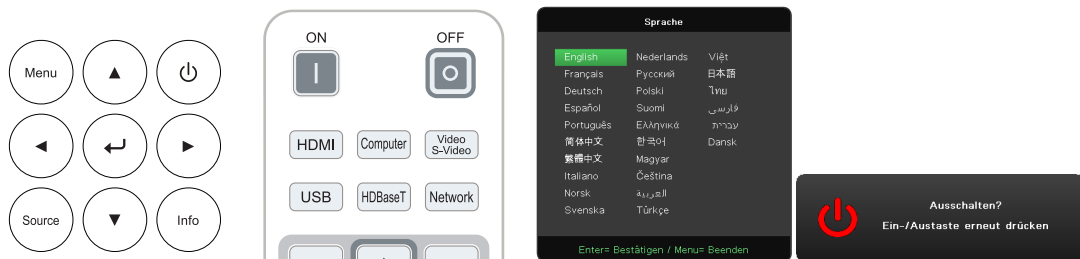 Menu
Source
Info
ON
OFF
HDMI
Computer
Video
S-Video
USB
HDBaseT
Network
Sprache
English
Nederlands
Việt
Français
Русский
日本語
Deutsch
Polski
ไทย
Español
Suomi
فارسی
Português
Ελληνικά
עברית
简体中文
한국어
Dansk
繁體中文
Magyar
Italiano
Čeština
Norsk
العربية
Svenska
Türkçe
Enter= Bestätigen / Menu= Beenden
Ausschalten?
Ein-/Austaste erneut drücken